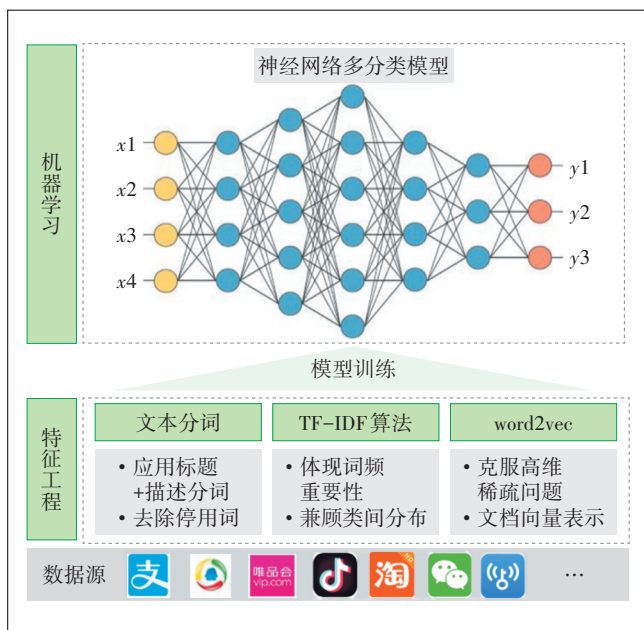 神经网络多分类模型
机器学习
x1
x2
x3
x4
y1
y2
y3
模型训练
特征工程
文本分词
• 应用标题
+描述分词
• 去除停用词
TF-IDF算法
• 体现词频
重要性
• 兼顾类间分布
word2vec
• 克服高维
稀疏问题
• 文档向量表示
数据源
支
唯品会
vip.com
淘
HD
…